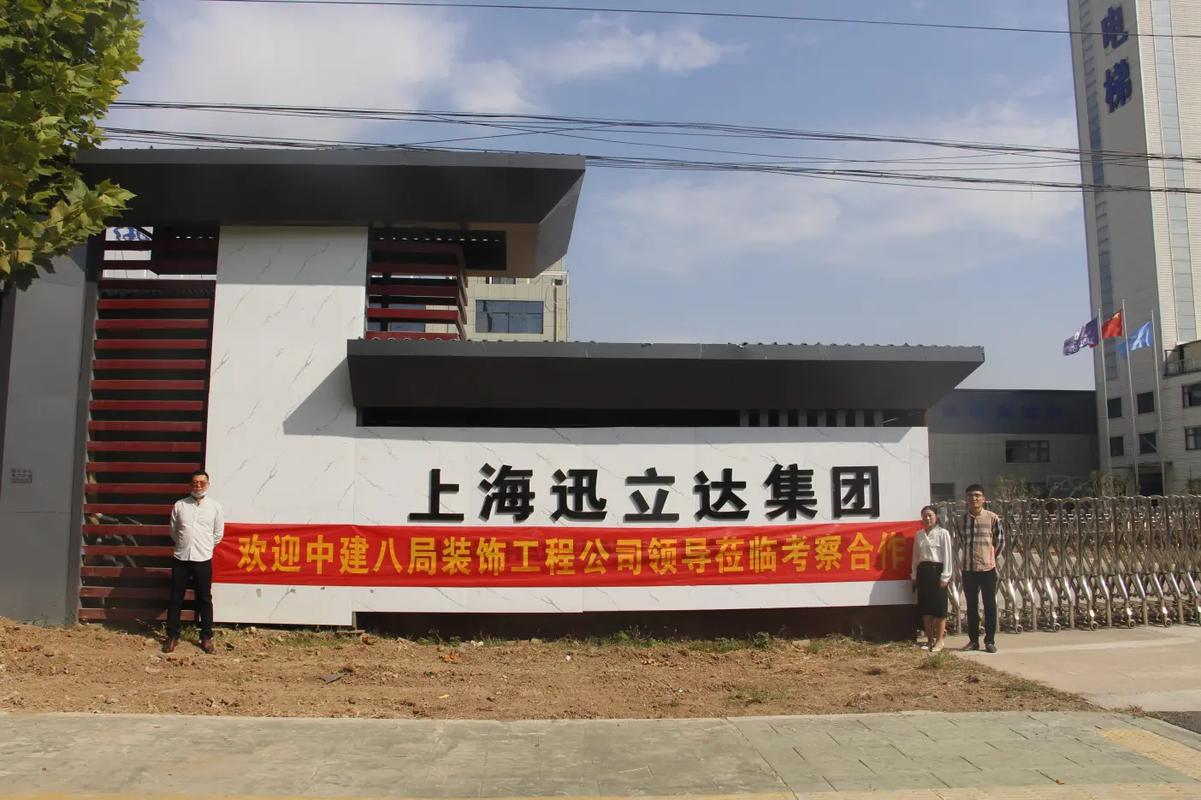 电梯
上海迅立达集团
欢迎中建八局装饰工程公司领导莅临考察合作